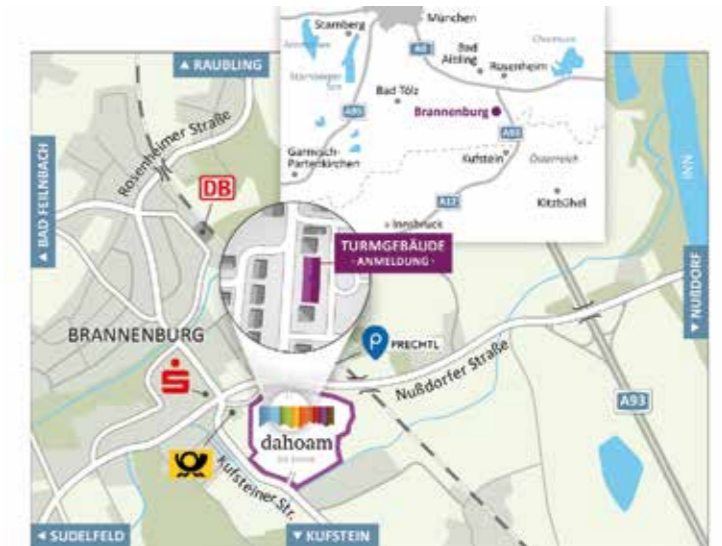 Starnberg
München
A8
Bad
Aibling
Chiemsee
Rosenheim
Starnberger
See
Bad Tölz
A95
Brannenburg
A93
Garmisch-
Partenkirchen
Kufstein
Österreich
A12
Kitzbühel
Innsbruck
▲ RAUBLING
Rosenheimer Straße
▲ BAD FEILNBACH
DB
INN
TURMGEBÄUDE
- ANMELDUNG -
▼ NUßDORF
BRANNENBURG
P
PRECHTL
Nußdorfer Straße
A93
dahoam
Kufsteiner Str.
◄ SUDELFELD
▼ KUFSTEIN